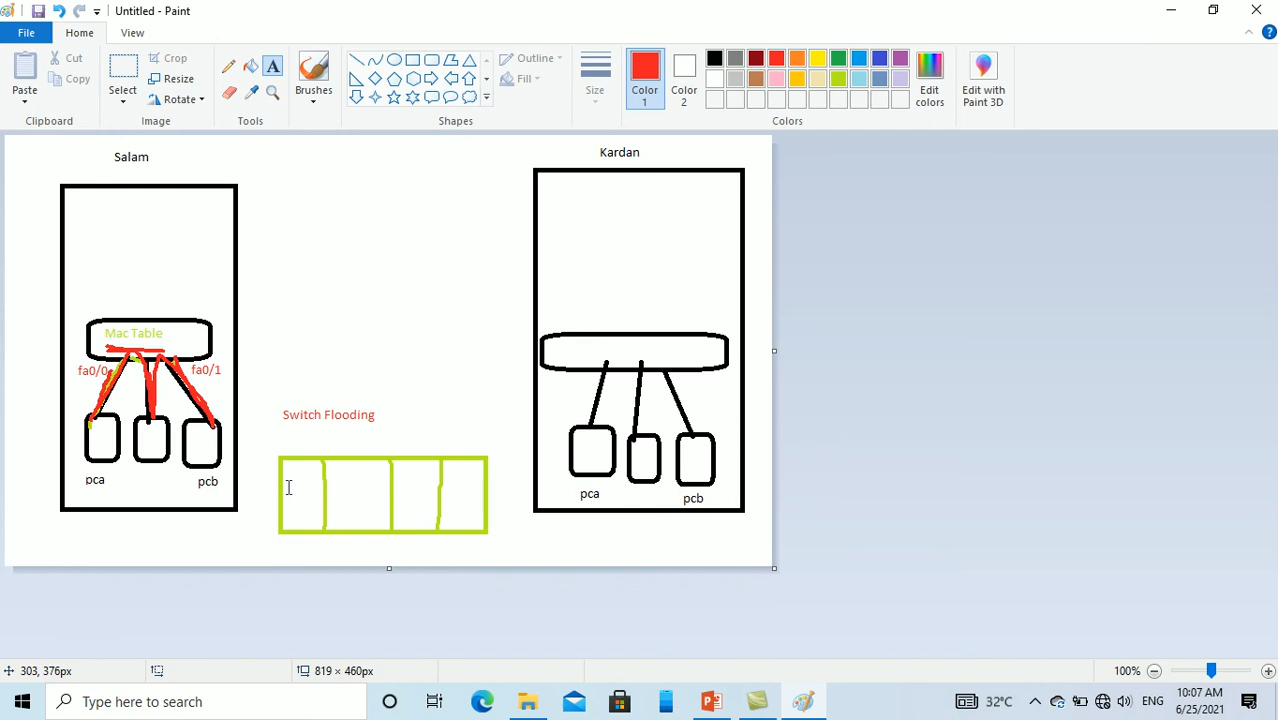 Untitled - Paint
File
Home
View
Paste
Cut
Copy
Clipboard
Select
Crop
Resize
Rotate
Image
A
Tools
Brushes
Outline
Fill
Shapes
Size
Color
1
Color
2
Edit
colors
Edit with
Paint 3D
Colors
Salam
Kardan
Mac Table
fa0/0
fa0/1
Switch Flooding
pca
pcb
pca
pcb
303, 376px
819 × 460px
100%
Type here to search
32°C
ENG
10:07 AM
6/25/2021